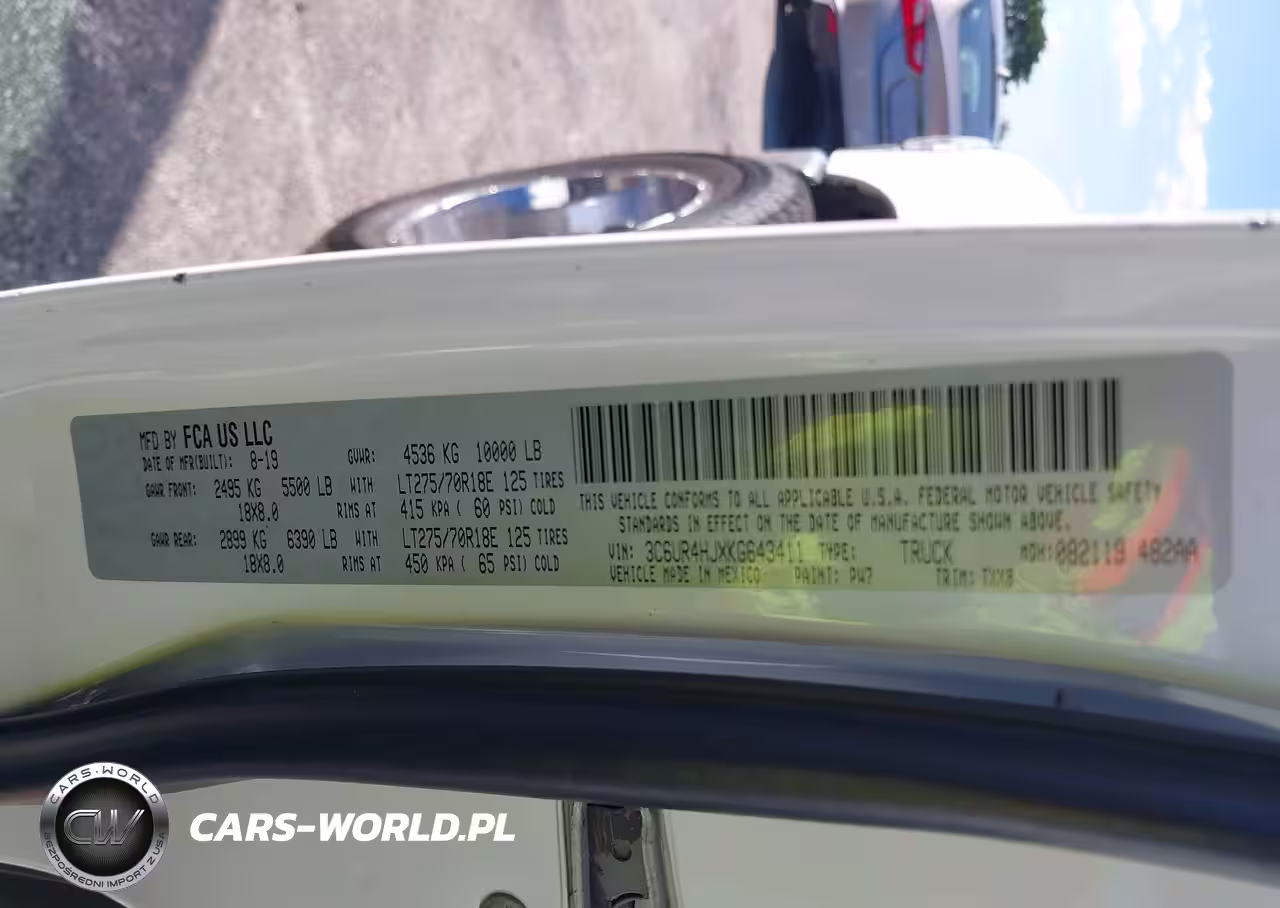 MFD BY FCA US LLC
DATE OF MFR(BUILT): 8-19 GVWR: 4536 KG 10000 LB
GAWR FRONT: 2495 KG 5500 LB WITH LT275/70R18E 125 TIRES
18X8.0 RIMS AT 415 KPA ( 60 PSI) COLD
GAWR REAR: 2899 KG 6390 LB WITH LT275/70R18E 125 TIRES
18X8.0 RIMS AT 450 KPA ( 65 PSI) COLD
THIS VEHICLE CONFORMS TO ALL APPLICABLE U.S.A. FEDERAL MOTOR VEHICLE SAFETY
STANDARDS IN EFFECT ON THE DATE OF MANUFACTURE SHOWN ABOVE.
VIN: 3C6UR4HJXKG643411 TYPE: TRUCK MDH: 082119 482AA
VEHICLE MADE IN MEXICO PAINT: PW7 TRIM: TXX8
CARS-WORLD
CW
BEZPOŚREDNI IMPORT Z USA
CARS-WORLD.PL